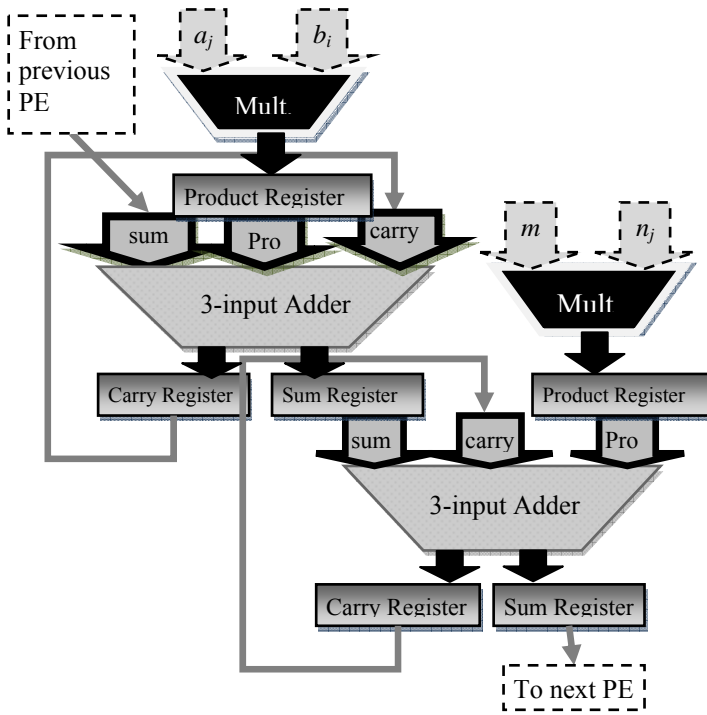 From
previous
PE
a_j
b_i
Mult.
Product Register
sum
Pro
carry
m
n_j
3-input Adder
Mult
Carry Register
Sum Register
Product Register
sum
carry
Pro
3-input Adder
Carry Register
Sum Register
To next PE